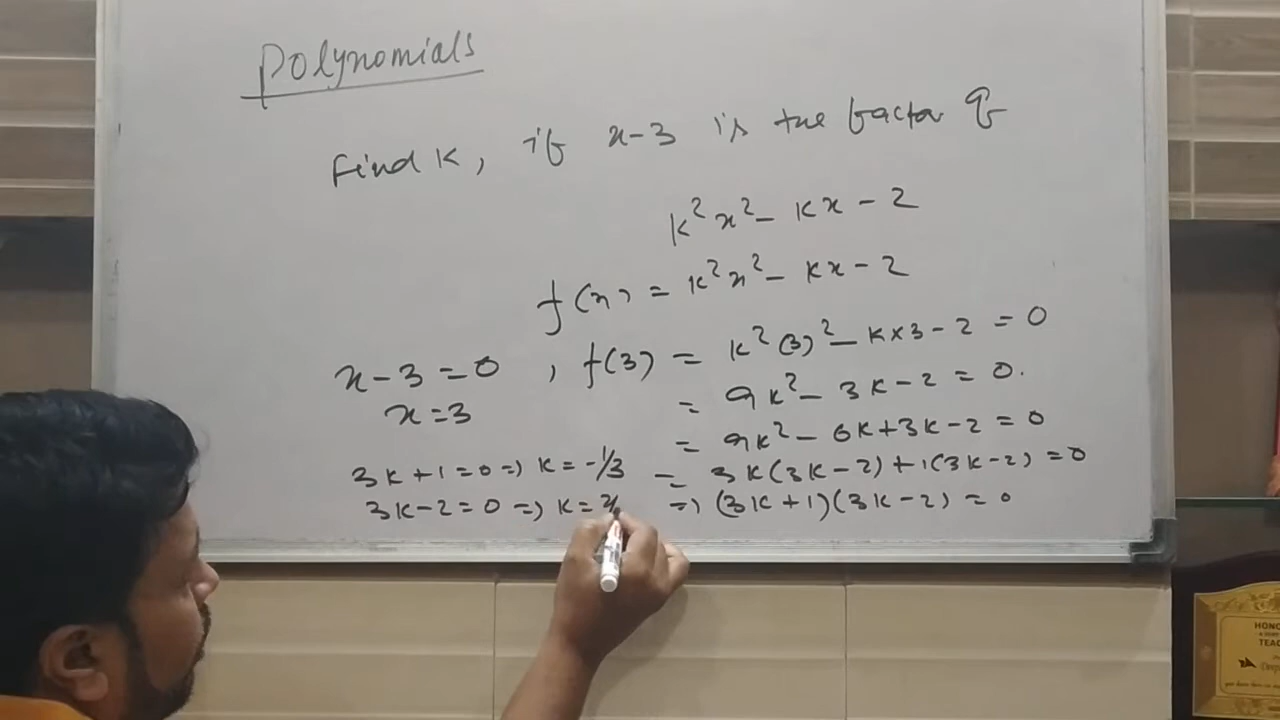 Polynomials
Find K, if x-3 is the factor of
K²x² - Kx - 2
f(x) = K²x² - Kx - 2
x-3=0, f(3) = K²(3)² - K×3 - 2 = 0
x=3 = 9K² - 3K - 2 = 0.
= 9K² - 6K + 3K - 2 = 0
3K+1=0 => K=-1/3 = 3K(3K-2)+1(3K-2)=0
3K-2=0 => K=2/ => (3K+1)(3K-2)=0
HONO
TEAC